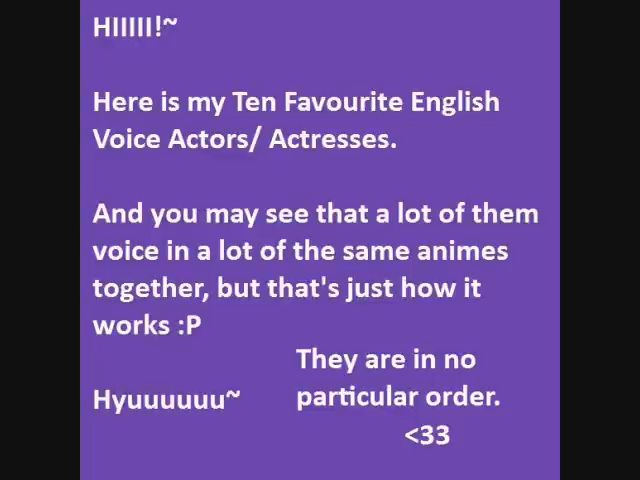 HIIIII!~
Here is my Ten Favourite English
Voice Actors/ Actresses.
And you may see that a lot of them
voice in a lot of the same animes
together, but that's just how it
works :P
They are in no
particular order.
<33
Hyuuuuuu~